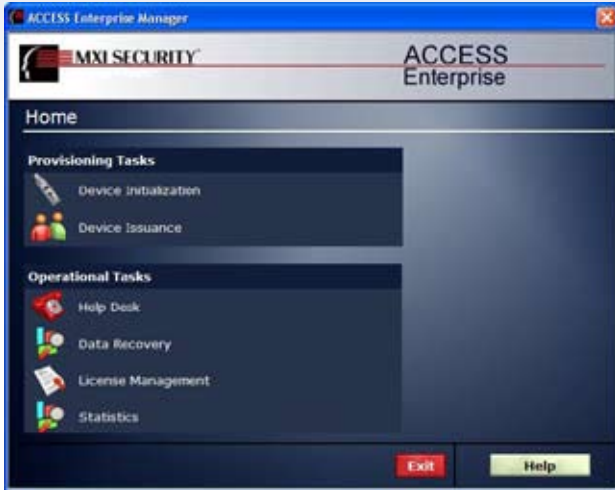 ACCESS Enterprise Manager
MXI SECURITY
ACCESS
Enterprise
Home
Provisioning Tasks
Device Initialization
Device Issuance
Operational Tasks
Help Desk
Data Recovery
License Management
Statistics
Exit
Help